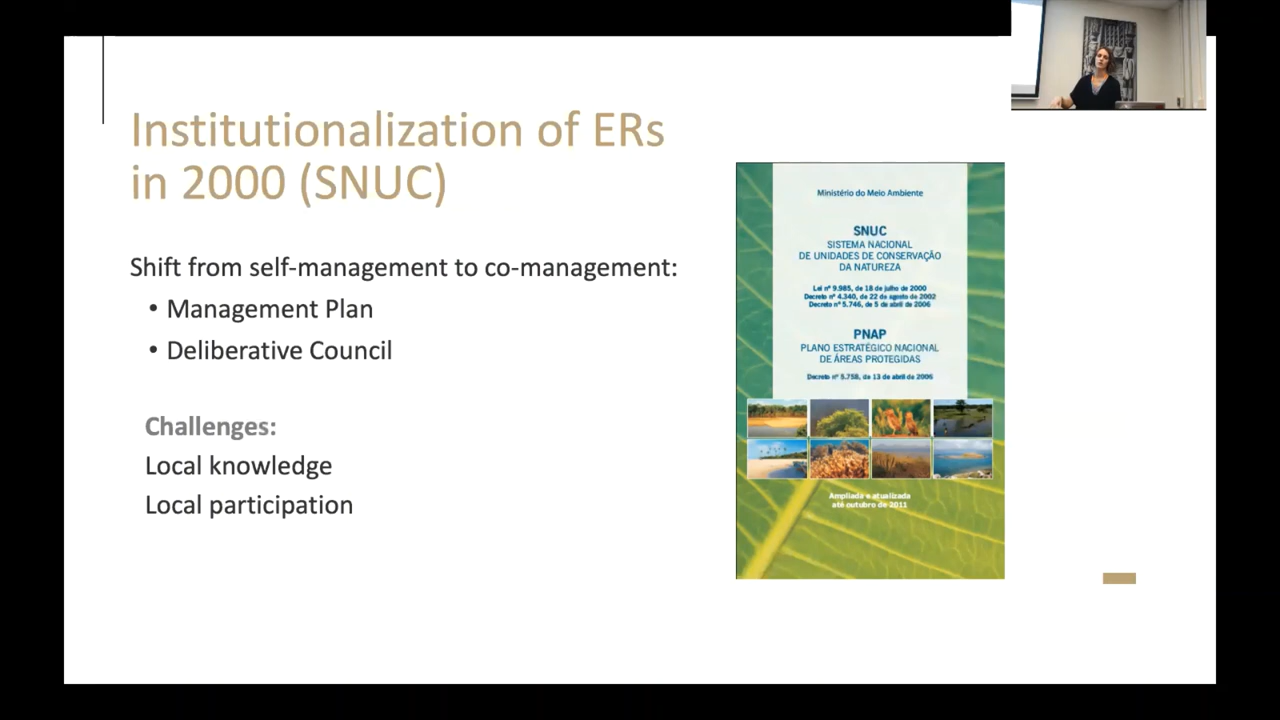 Institutionalization of ERs
in 2000 (SNUC)
Shift from self-management to co-management:
• Management Plan
• Deliberative Council
Challenges:
Local knowledge
Local participation
Ministério do Meio Ambiente
SNUC
SISTEMA NACIONAL
DE UNIDADES DE CONSERVAÇÃO
DA NATUREZA
Lei nº 9.985, de 18 de julho de 2000
Decreto nº 4.340, de 22 de agosto de 2002
Decreto nº 5.746, de 5 de abril de 2006
PNAP
PLANO ESTRATÉGICO NACIONAL
DE ÁREAS PROTEGIDAS
Decreto nº 5.758, de 13 de abril de 2006
Ampliada e atualizada
até outubro de 2011